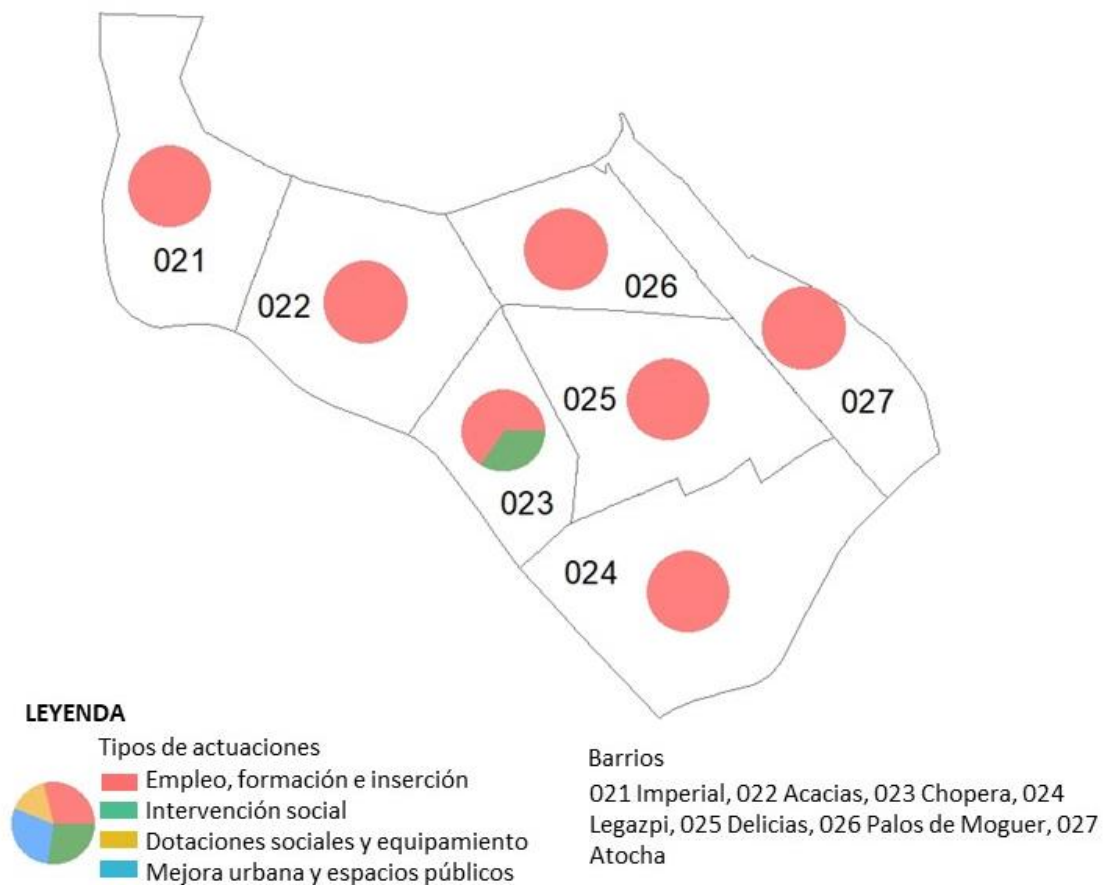 021
022
026
025
027
023
024
LEYENDA
Tipos de actuaciones
Empleo, formación e inserción
Intervención social
Dotaciones sociales y equipamiento
Mejora urbana y espacios públicos
Barrios
021 Imperial, 022 Acacias, 023 Chopera, 024
Legazpi, 025 Delicias, 026 Palos de Moguer, 027
Atocha